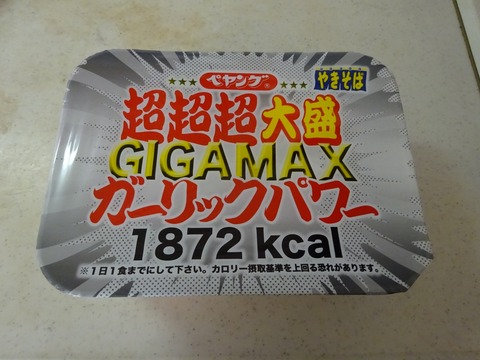 ペヤング
やきそば
超超超大盛
GIGAMAX
ガーリックパワー
1872 kcal
※1日1食までにして下さい。カロリー摂取基準を上回る恐れがあります。